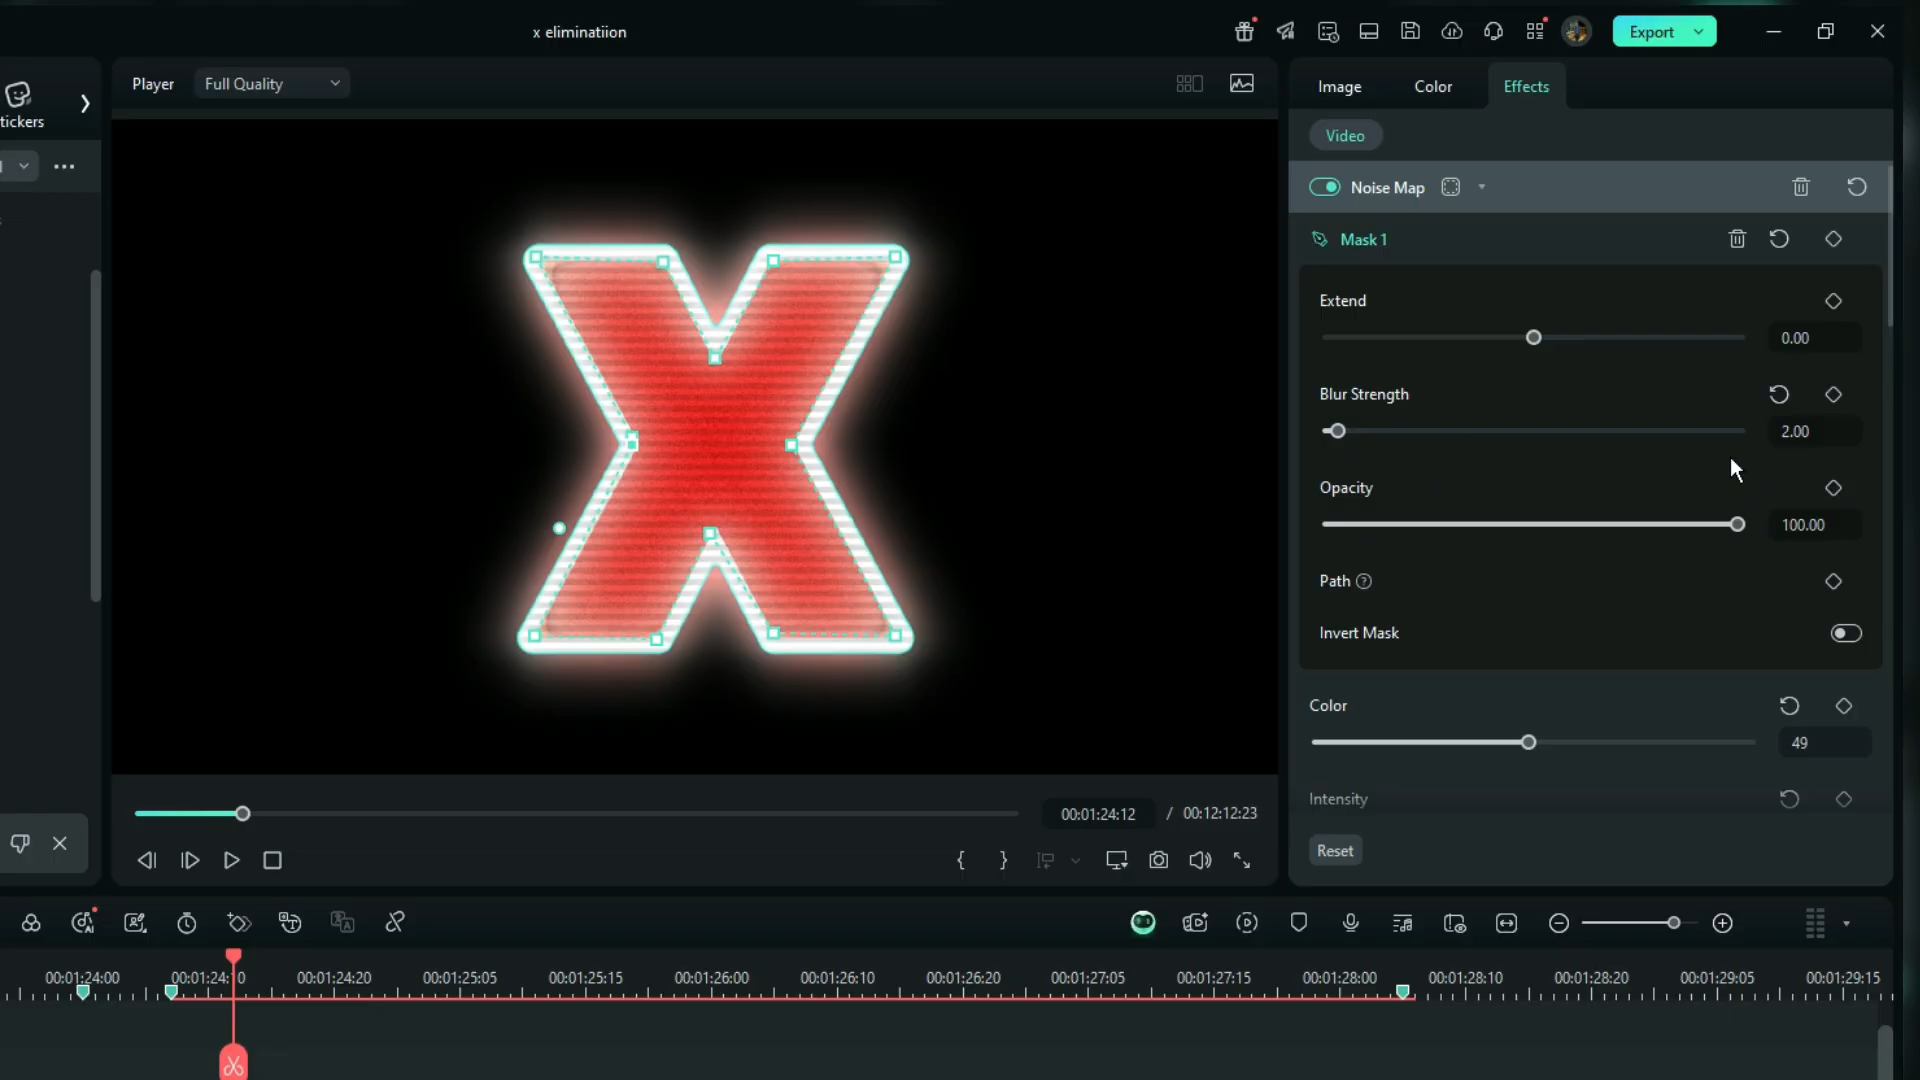 x eliminatiion
Export
tickers
Player
Full Quality
Image
Color
Effects
Video
Noise Map
Mask 1
Extend
0.00
Blur Strength
2.00
Opacity
100.00
Path
Invert Mask
Color
49
Intensity
Reset
X
00:01:24:12 / 00:12:12:23
00:01:24:00 00:01:24:10 00:01:24:20 00:01:25:05 00:01:25:15 00:01:26:00 00:01:26:10 00:01:26:20 00:01:27:05 00:01:27:15 00:01:28:00 00:01:28:10 00:01:28:20 00:01:29:05 00:01:29:15